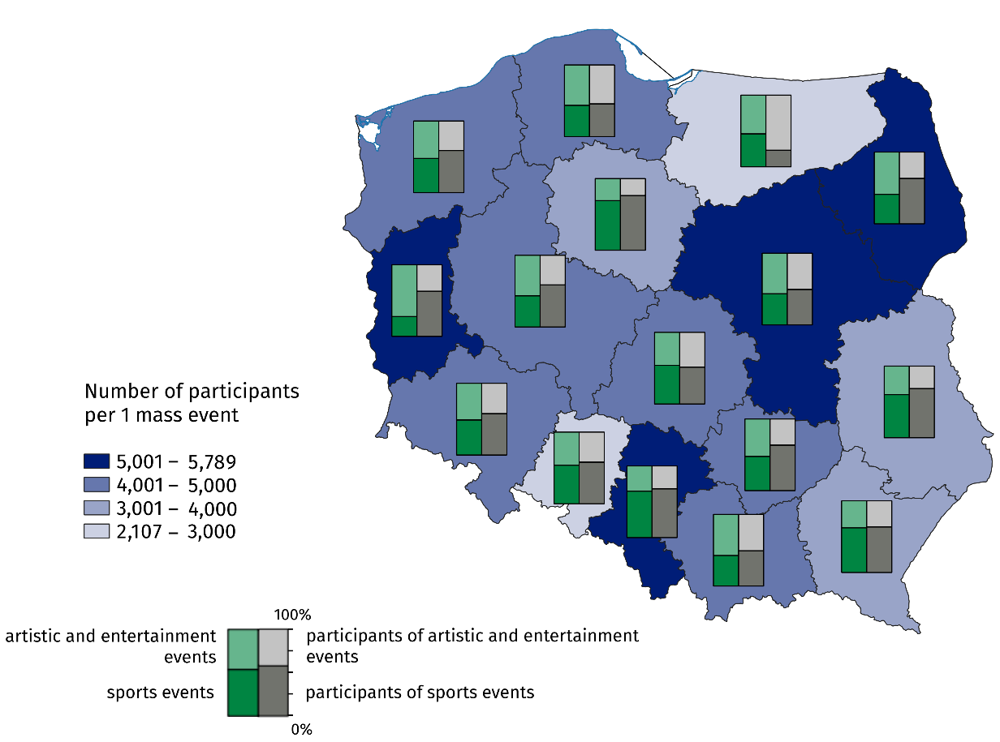 Number of participants
per 1 mass event
5,001 – 5,789
4,001 – 5,000
3,001 – 4,000
2,107 – 3,000
100%
artistic and entertainment
events
participants of artistic and entertainment
events
sports events
participants of sports events
0%